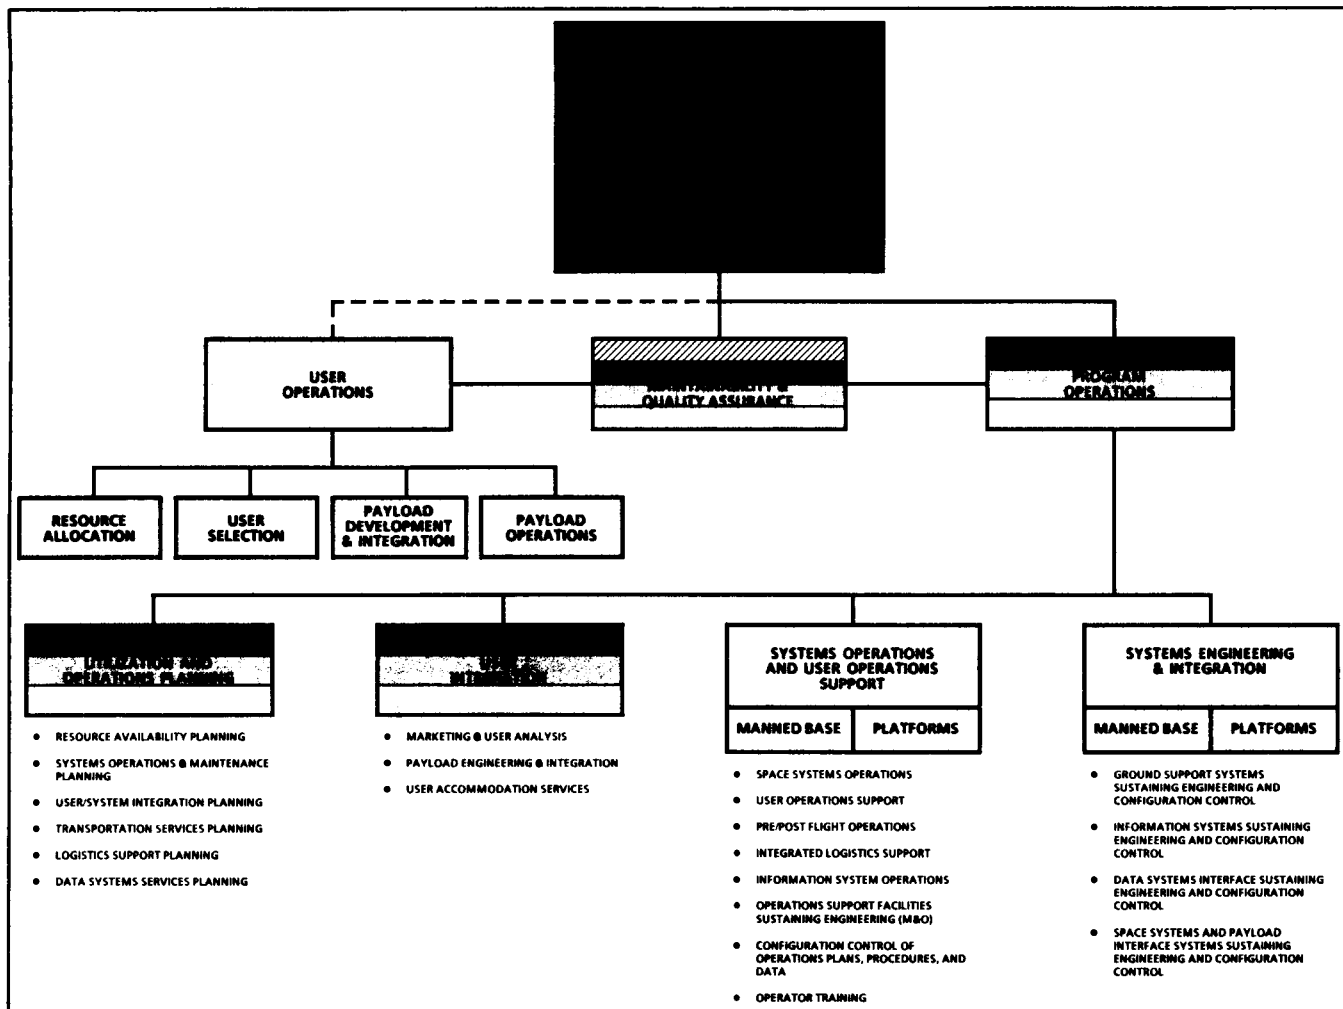 USER
OPERATIONS
MAINTAINABILITY &
QUALITY ASSURANCE
PROGRAM
OPERATIONS
RESOURCE
ALLOCATION
USER
SELECTION
PAYLOAD
DEVELOPMENT
& INTEGRATION
PAYLOAD
OPERATIONS
UTILIZATION AND
OPERATIONS PLANNING
USER
INTEGRATION
SYSTEMS OPERATIONS
AND USER OPERATIONS
SUPPORT
MANNED BASE
PLATFORMS
SYSTEMS ENGINEERING
& INTEGRATION
MANNED BASE
PLATFORMS
• RESOURCE AVAILABILITY PLANNING
• SYSTEMS OPERATIONS & MAINTENANCE
PLANNING
• USER/SYSTEM INTEGRATION PLANNING
• TRANSPORTATION SERVICES PLANNING
• LOGISTICS SUPPORT PLANNING
• DATA SYSTEMS SERVICES PLANNING
• MARKETING & USER ANALYSIS
• PAYLOAD ENGINEERING & INTEGRATION
• USER ACCOMMODATION SERVICES
• SPACE SYSTEMS OPERATIONS
• USER OPERATIONS SUPPORT
• PRE/POST FLIGHT OPERATIONS
• INTEGRATED LOGISTICS SUPPORT
• INFORMATION SYSTEM OPERATIONS
• OPERATIONS SUPPORT FACILITIES
SUSTAINING ENGINEERING (M&O)
• CONFIGURATION CONTROL OF
OPERATIONS PLANS, PROCEDURES, AND
DATA
• OPERATOR TRAINING
• GROUND SUPPORT SYSTEMS
SUSTAINING ENGINEERING AND
CONFIGURATION CONTROL
• INFORMATION SYSTEMS SUSTAINING
ENGINEERING AND CONFIGURATION
CONTROL
• DATA SYSTEMS INTERFACE SUSTAINING
ENGINEERING AND CONFIGURATION
CONTROL
• SPACE SYSTEMS AND PAYLOAD
INTERFACE SYSTEMS SUSTAINING
ENGINEERING AND CONFIGURATION
CONTROL